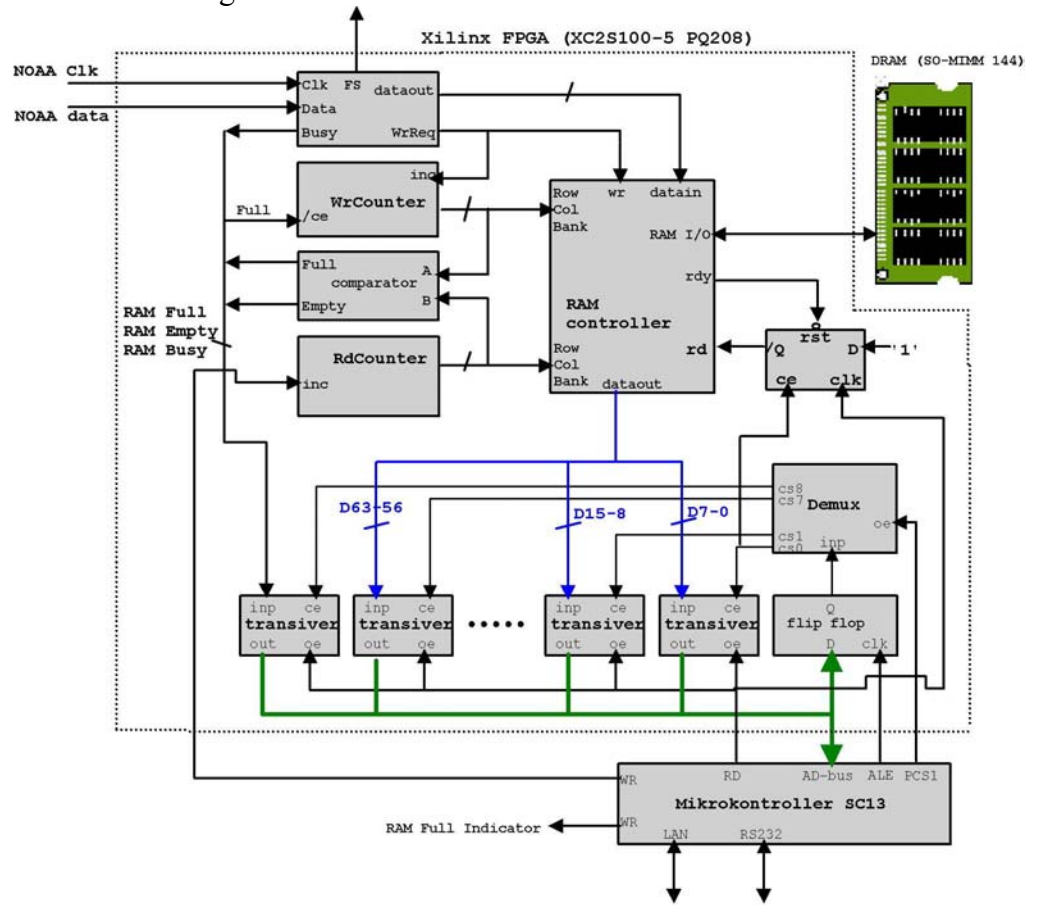 Xilinx FPGA (XC2S100-5 PQ208)
DRAM (SO-MIMM 144)
NOAA Clk
NOAA data
Clk FS dataout
Data
Busy WrReq
inc
WrCounter
Full
/ce
Full A
comparator
Empty B
RAM Full
RAM Empty
RAM Busy
RdCounter
inc
Row wr datain
Col
Bank
RAM I/O
rdy
RAM
controller
rd
Row
Col
Bank dataout
rst
/Q D '1'
ce clk
cs8
cs7
Demux
oe
cs1
cs0 inp
D63-56
D15-8
D7-0
inp ce
transiver
out oe
inp ce
transiver
out oe
inp ce
transiver
out oe
inp ce
transiver
out oe
Q
flip flop
D clk
WR RD AD-bus ALE PCS1
Mikrokontroller SC13
WR
RAM Full Indicator
LAN RS232